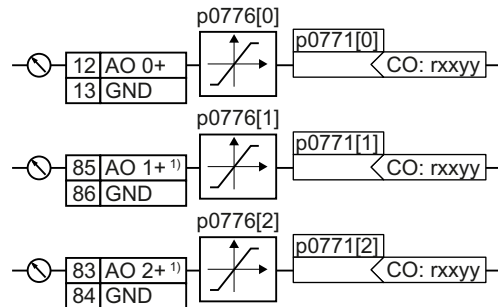 p0776[0]
p0771[0]
12 AO 0+ CO: rxxyy
13 GND
p0776[1]
p0771[1]
85 AO 1+ 1) CO: rxxyy
86 GND
p0776[2]
p0771[2]
83 AO 2+ 1) CO: rxxyy
84 GND